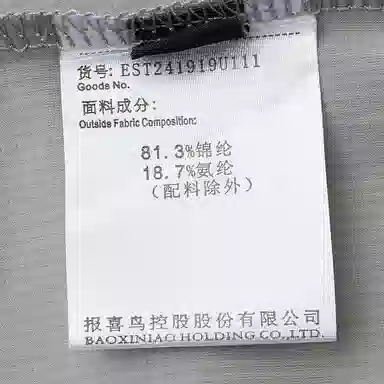 货号: EST2419190111
Goods No.
面料成分:
Outside Fabric Composition:
81.3%锦纶
18.7%氨纶
(配料除外)
报喜鸟控股股份有限公司
BAOXINIAO HOLDING CO.,LTD.